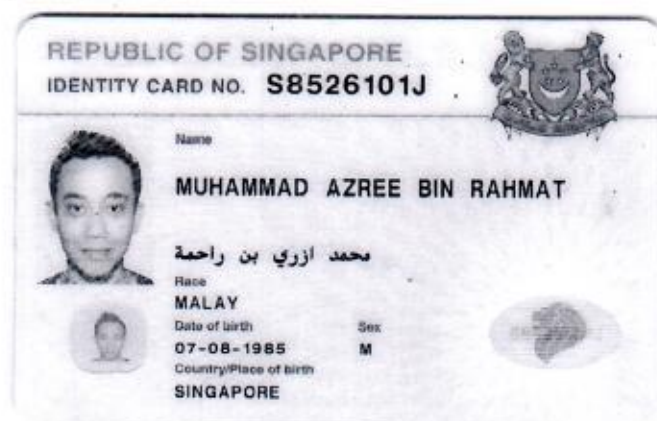 REPUBLIC OF SINGAPORE
IDENTITY CARD NO. S8526101J
Name
MUHAMMAD AZREE BIN RAHMAT
محمد ازري بن راحمة
Race
MALAY
Date of birth Sex
07-08-1985 M
Country/Place of birth
SINGAPORE